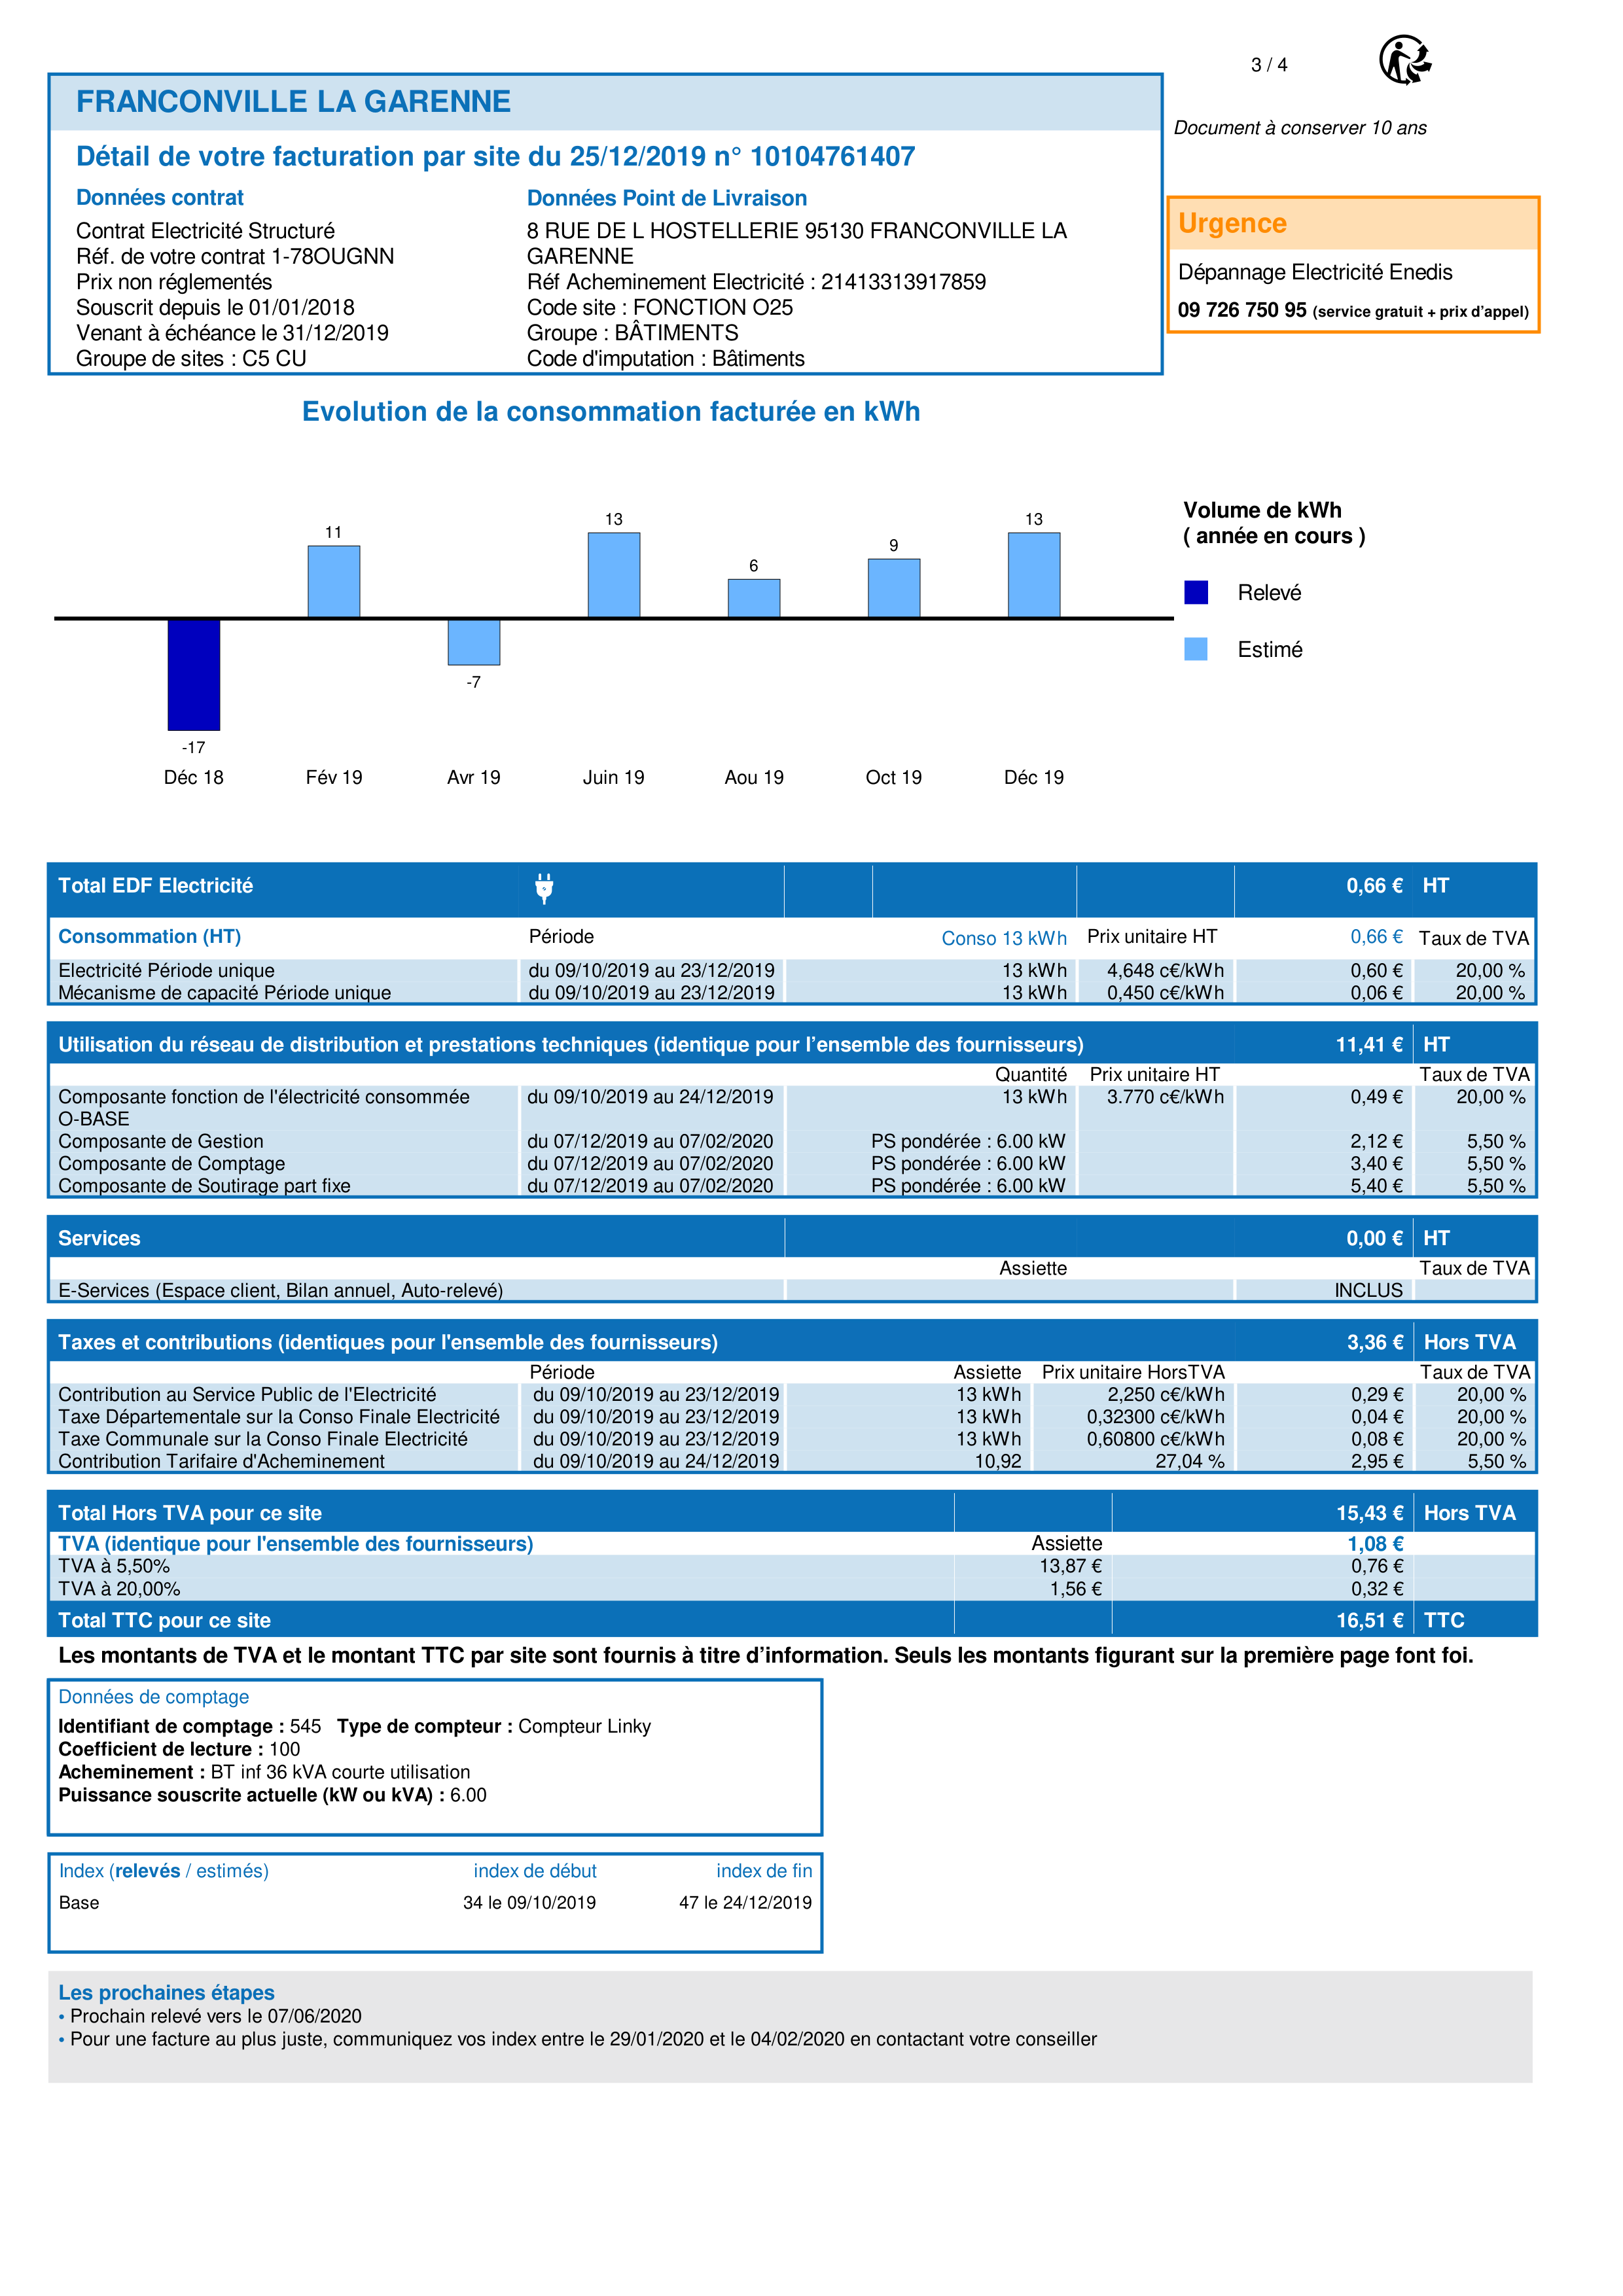 3 / 4
FRANCONVILLE LA GARENNE
Document à conserver 10 ans
Détail de votre facturation par site du 25/12/2019 n° 10104761407
Données contrat
Contrat Electricité Structuré
Réf. de votre contrat 1-78OUGNN
Prix non réglementés
Souscrit depuis le 01/01/2018
Venant à échéance le 31/12/2019
Groupe de sites : C5 CU
Données Point de Livraison
8 RUE DE L HOSTELLERIE 95130 FRANCONVILLE LA
GARENNE
Réf Acheminement Electricité : 21413313917859
Code site : FONCTION O25
Groupe : BÂTIMENTS
Code d'imputation : Bâtiments
Urgence
Dépannage Electricité Enedis
09 726 750 95 (service gratuit + prix d’appel)
Evolution de la consommation facturée en kWh
-17 11 -7 13 6 9 13
Déc 18 Fév 19 Avr 19 Juin 19 Aou 19 Oct 19 Déc 19
Volume de kWh
( année en cours )
Relevé
Estimé
Total EDF Electricité 0,66 € HT
Consommation (HT) Période Conso 13 kWh Prix unitaire HT 0,66 € Taux de TVA
Electricité Période unique du 09/10/2019 au 23/12/2019 13 kWh 4,648 c€/kWh 0,60 € 20,00 %
Mécanisme de capacité Période unique du 09/10/2019 au 23/12/2019 13 kWh 0,450 c€/kWh 0,06 € 20,00 %
Utilisation du réseau de distribution et prestations techniques (identique pour l’ensemble des fournisseurs) 11,41 € HT
Quantité Prix unitaire HT Taux de TVA
Composante fonction de l'électricité consommée du 09/10/2019 au 24/12/2019 13 kWh 3.770 c€/kWh 0,49 € 20,00 %
O-BASE
Composante de Gestion du 07/12/2019 au 07/02/2020 PS pondérée : 6.00 kW 2,12 € 5,50 %
Composante de Comptage du 07/12/2019 au 07/02/2020 PS pondérée : 6.00 kW 3,40 € 5,50 %
Composante de Soutirage part fixe du 07/12/2019 au 07/02/2020 PS pondérée : 6.00 kW 5,40 € 5,50 %
Services 0,00 € HT
Assiette Taux de TVA
E-Services (Espace client, Bilan annuel, Auto-relevé) INCLUS
Taxes et contributions (identiques pour l'ensemble des fournisseurs) 3,36 € Hors TVA
Période Assiette Prix unitaire HorsTVA Taux de TVA
Contribution au Service Public de l'Electricité du 09/10/2019 au 23/12/2019 13 kWh 2,250 c€/kWh 0,29 € 20,00 %
Taxe Départementale sur la Conso Finale Electricité du 09/10/2019 au 23/12/2019 13 kWh 0,32300 c€/kWh 0,04 € 20,00 %
Taxe Communale sur la Conso Finale Electricité du 09/10/2019 au 23/12/2019 13 kWh 0,60800 c€/kWh 0,08 € 20,00 %
Contribution Tarifaire d'Acheminement du 09/10/2019 au 24/12/2019 10,92 27,04 % 2,95 € 5,50 %
Total Hors TVA pour ce site 15,43 € Hors TVA
TVA (identique pour l'ensemble des fournisseurs) Assiette 1,08 €
TVA à 5,50% 13,87 € 0,76 €
TVA à 20,00% 1,56 € 0,32 €
Total TTC pour ce site 16,51 € TTC
Les montants de TVA et le montant TTC par site sont fournis à titre d’information. Seuls les montants figurant sur la première page font foi.
Données de comptage
Identifiant de comptage : 545 Type de compteur : Compteur Linky
Coefficient de lecture : 100
Acheminement : BT inf 36 kVA courte utilisation
Puissance souscrite actuelle (kW ou kVA) : 6.00
Index (relevés / estimés) index de début index de fin
Base 34 le 09/10/2019 47 le 24/12/2019
Les prochaines étapes
• Prochain relevé vers le 07/06/2020
• Pour une facture au plus juste, communiquez vos index entre le 29/01/2020 et le 04/02/2020 en contactant votre conseiller